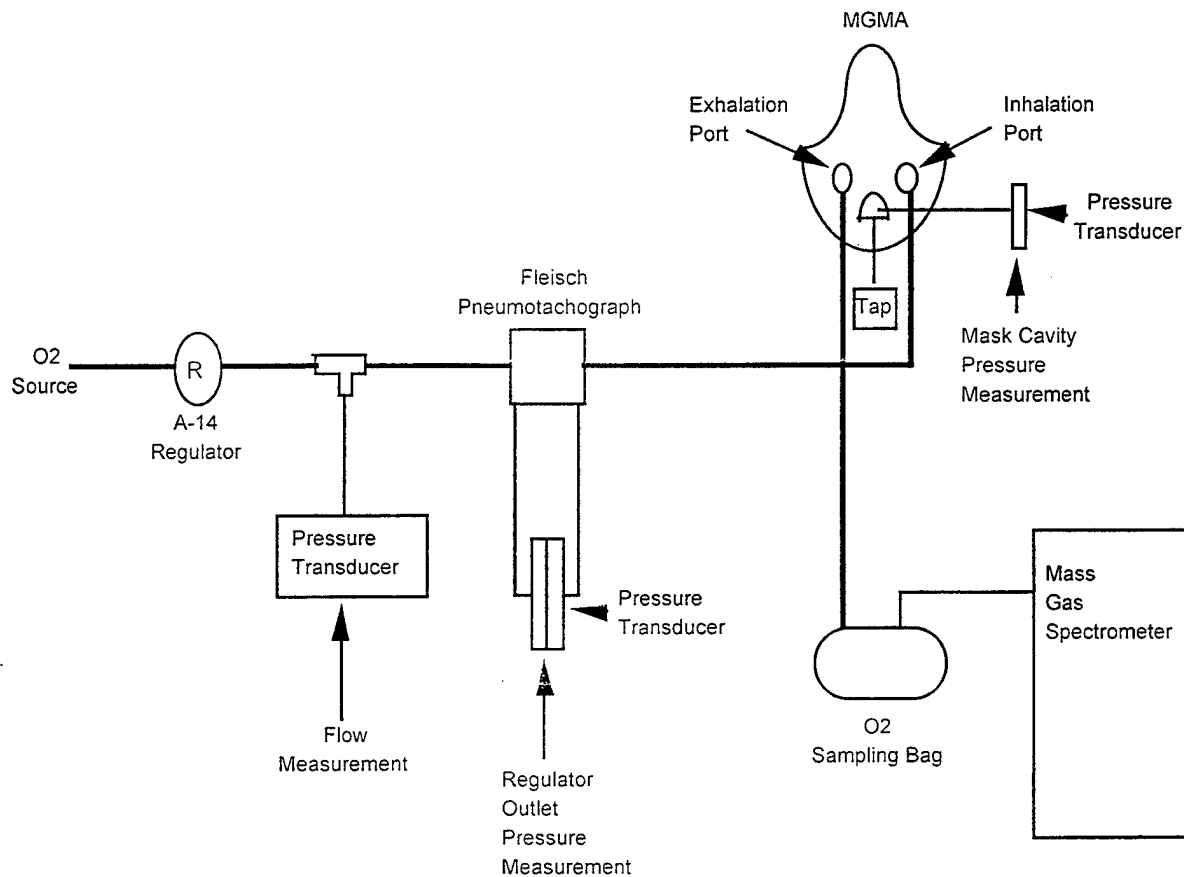 MGMA
Exhalation
Port
Inhalation
Port
Pressure
Transducer
Fleisch
Pneumotachograph
Tap
Mask Cavity
Pressure
Measurement
O2
Source
R
A-14
Regulator
Pressure
Transducer
Pressure
Transducer
Mass
Gas
Spectrometer
Flow
Measurement
O2
Sampling Bag
Regulator
Outlet
Pressure
Measurement